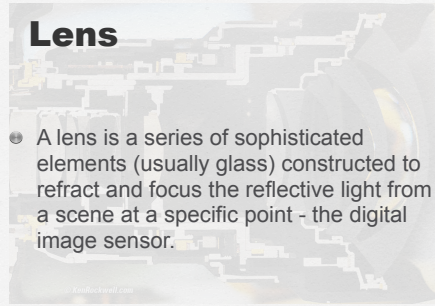 Lens
A lens is a series of sophisticated
elements (usually glass) constructed to
refract and focus the reflective light from
a scene at a specific point - the digital
image sensor.